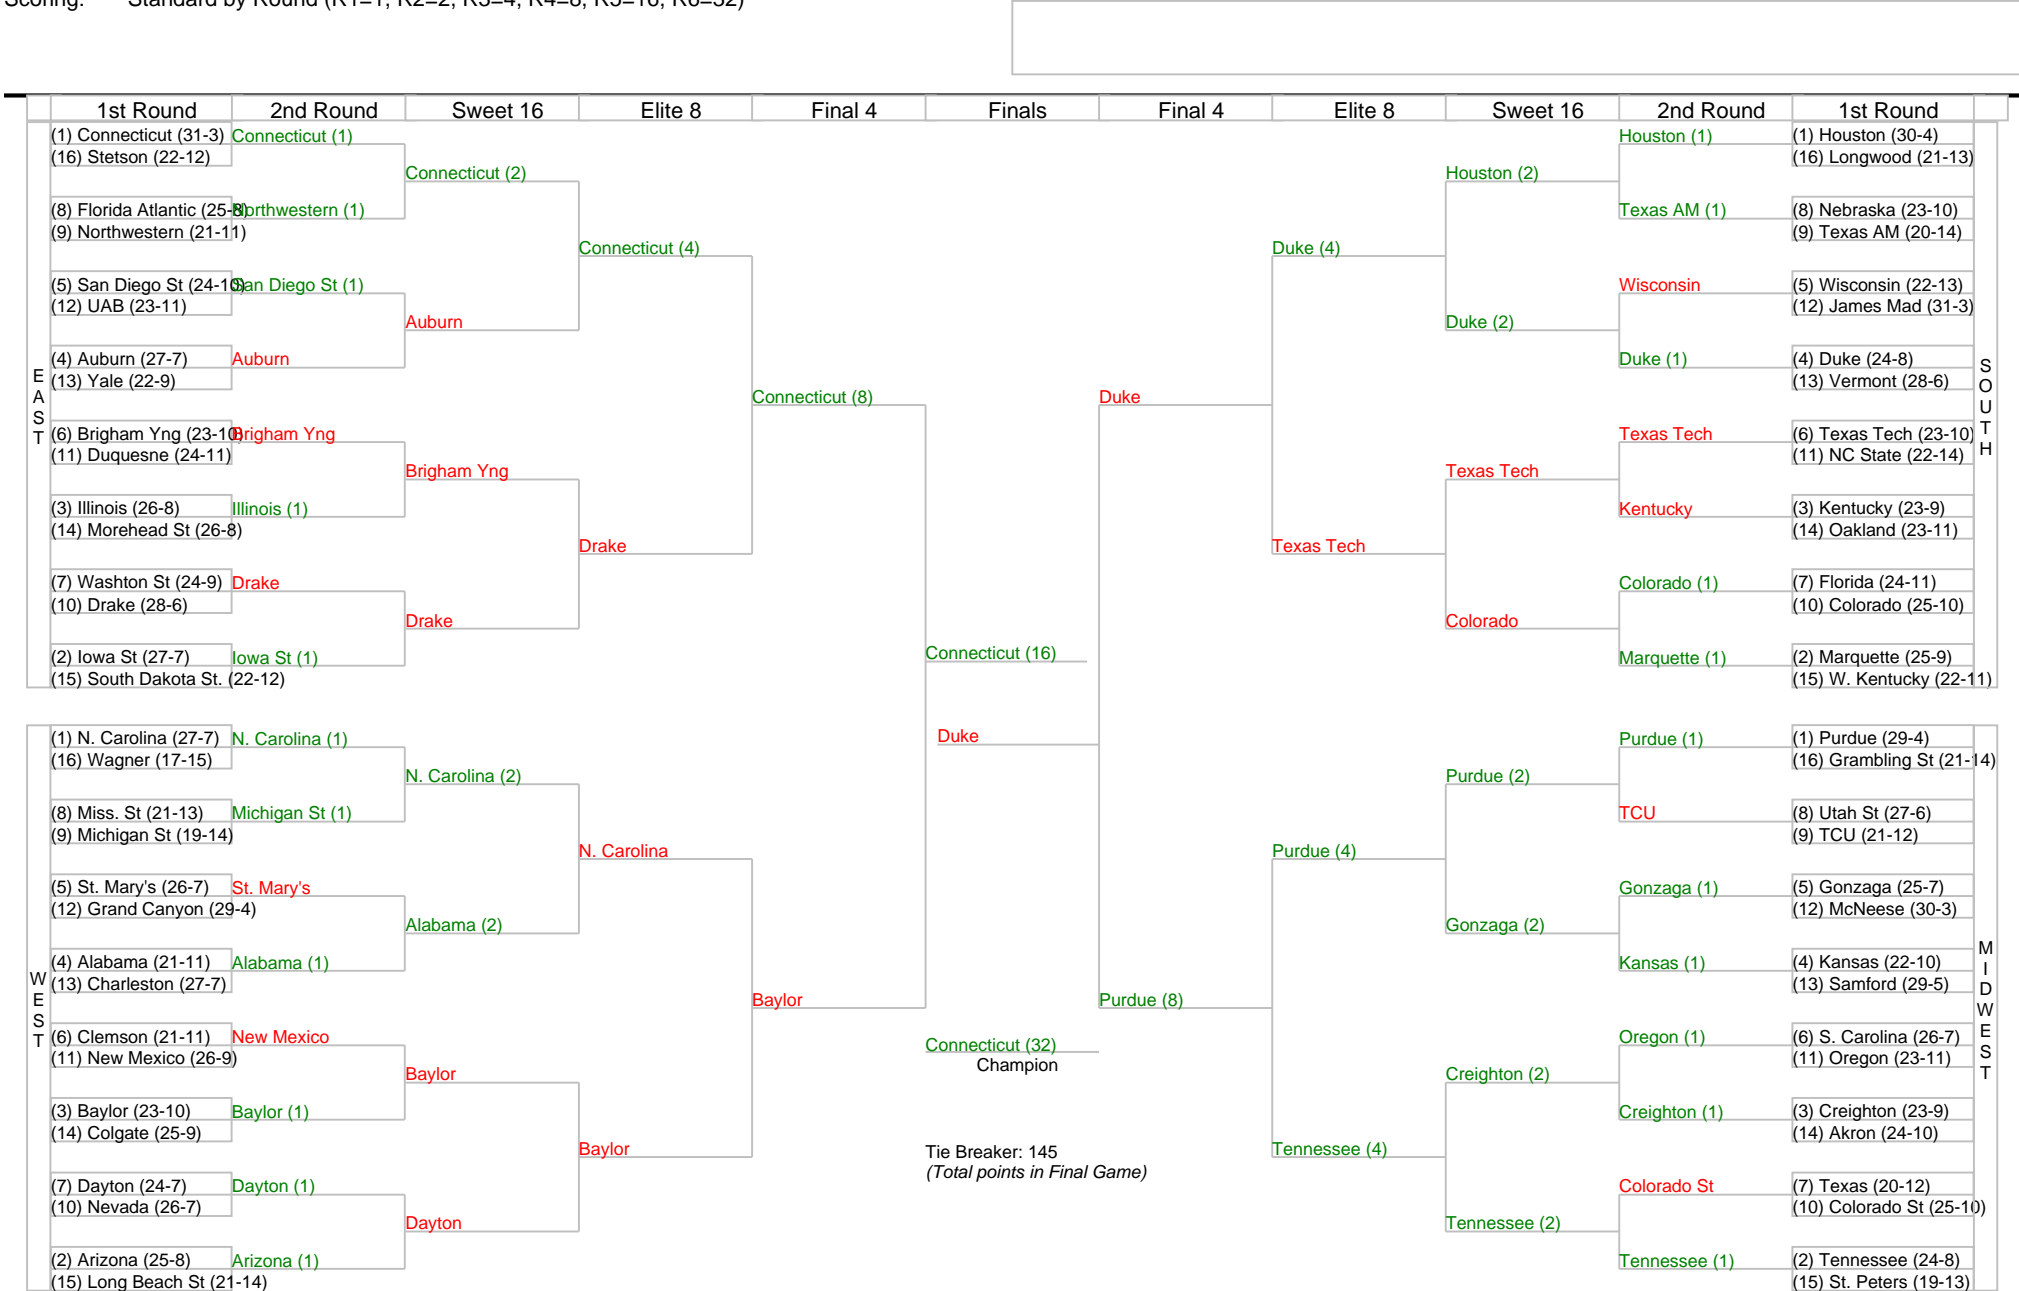 Scoring: Standard by Round (R1=1, R2=2, R3=4, R4=8, R5=16, R6=32)
1st Round 2nd Round Sweet 16 Elite 8 Final 4 Finals Final 4 Elite 8 Sweet 16 2nd Round 1st Round
EAST
(1) Connecticut (31-3)
(16) Stetson (22-12)
(8) Florida Atlantic (25-8)
(9) Northwestern (21-11)
(5) San Diego St (24-10)
(12) UAB (23-11)
(4) Auburn (27-7)
(13) Yale (22-9)
(6) Brigham Yng (23-10)
(11) Duquesne (24-11)
(3) Illinois (26-8)
(14) Morehead St (26-8)
(7) Washton St (24-9)
(10) Drake (28-6)
(2) Iowa St (27-7)
(15) South Dakota St. (22-12)
Connecticut (1)
Northwestern (1)
San Diego St (1)
Auburn
Brigham Yng
Illinois (1)
Drake
Iowa St (1)
Connecticut (2)
Auburn
Brigham Yng
Drake
Connecticut (4)
Drake
Connecticut (8)
WEST
(1) N. Carolina (27-7)
(16) Wagner (17-15)
(8) Miss. St (21-13)
(9) Michigan St (19-14)
(5) St. Mary's (26-7)
(12) Grand Canyon (29-4)
(4) Alabama (21-11)
(13) Charleston (27-7)
(6) Clemson (21-11)
(11) New Mexico (26-9)
(3) Baylor (23-10)
(14) Colgate (25-9)
(7) Dayton (24-7)
(10) Nevada (26-7)
(2) Arizona (25-8)
(15) Long Beach St (21-14)
N. Carolina (1)
Michigan St (1)
St. Mary's
Alabama (1)
New Mexico
Baylor (1)
Dayton (1)
Arizona (1)
N. Carolina (2)
Alabama (2)
Baylor
Dayton
N. Carolina
Baylor
Baylor
Connecticut (16)
Duke
Connecticut (32)
Champion
Tie Breaker: 145
(Total points in Final Game)
Duke
Duke (4)
Texas Tech
Houston (2)
Duke (2)
Texas Tech
Colorado
Houston (1)
Texas AM (1)
Wisconsin
Duke (1)
Texas Tech
Kentucky
Colorado (1)
Marquette (1)
(1) Houston (30-4)
(16) Longwood (21-13)
(8) Nebraska (23-10)
(9) Texas AM (20-14)
(5) Wisconsin (22-13)
(12) James Mad (31-3)
(4) Duke (24-8)
(13) Vermont (28-6)
(6) Texas Tech (23-10)
(11) NC State (22-14)
(3) Kentucky (23-9)
(14) Oakland (23-11)
(7) Florida (24-11)
(10) Colorado (25-10)
(2) Marquette (25-9)
(15) W. Kentucky (22-11)
SOUTH
Purdue (8)
Purdue (4)
Tennessee (4)
Purdue (2)
Gonzaga (2)
Creighton (2)
Tennessee (2)
Purdue (1)
TCU
Gonzaga (1)
Kansas (1)
Oregon (1)
Creighton (1)
Colorado St
Tennessee (1)
(1) Purdue (29-4)
(16) Grambling St (21-14)
(8) Utah St (27-6)
(9) TCU (21-12)
(5) Gonzaga (25-7)
(12) McNeese (30-3)
(4) Kansas (22-10)
(13) Samford (29-5)
(6) S. Carolina (26-7)
(11) Oregon (23-11)
(3) Creighton (23-9)
(14) Akron (24-10)
(7) Texas (20-12)
(10) Colorado St (25-10)
(2) Tennessee (24-8)
(15) St. Peters (19-13)
MIDWEST